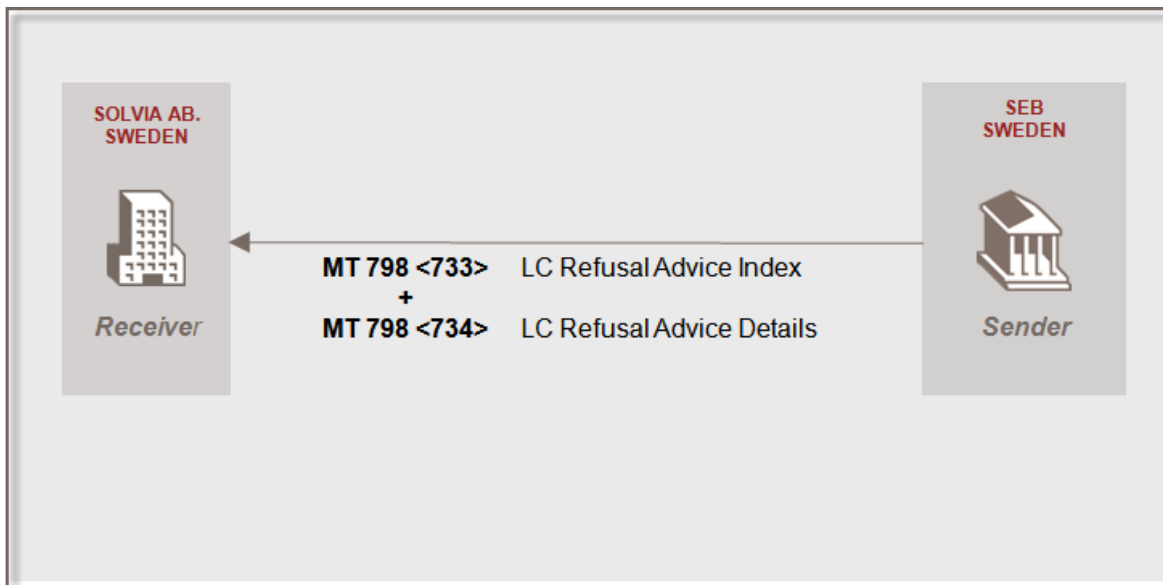 SOLVIA AB.
SWEDEN
Receiver
SEB
SWEDEN
Sender
MT 798 <733> LC Refusal Advice Index
+
MT 798 <734> LC Refusal Advice Details